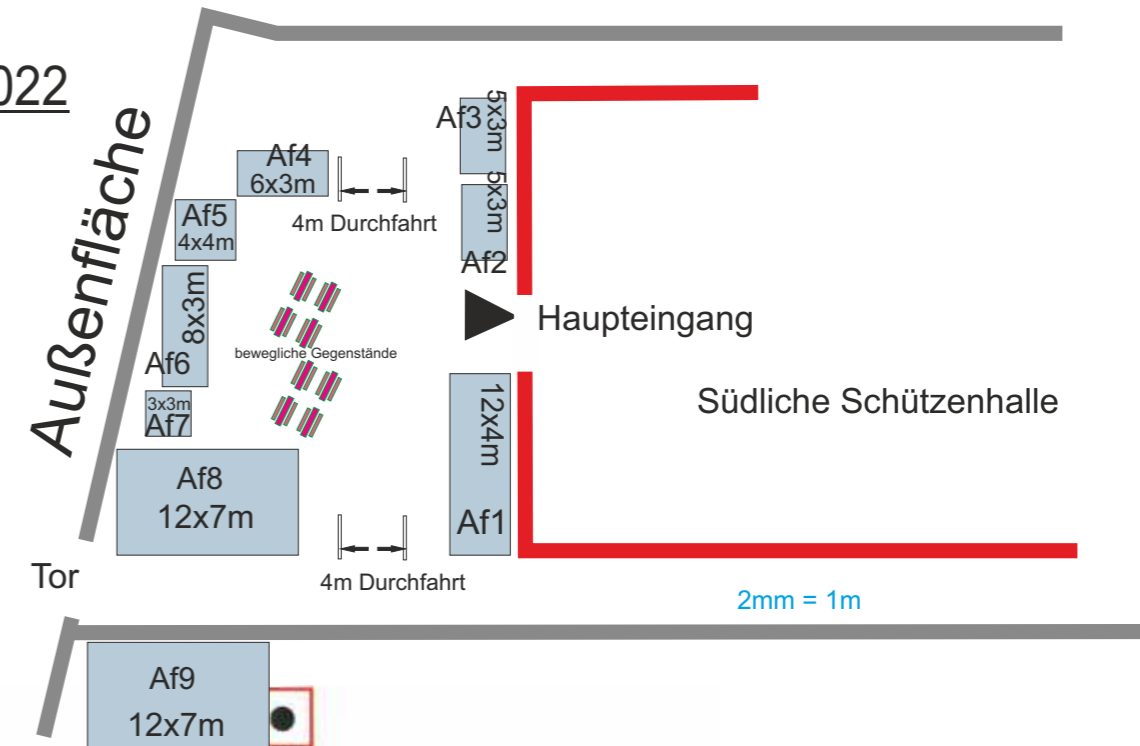 022
Außenfläche
Af3
5x3m
Af4
6x3m
5x3m
Af2
Af5
4x4m
4m Durchfahrt
8x3m
Af6
Haupteingang
bewegliche Gegenstände
3x3m
Af7
12x4m
Af1
Südliche Schützenhalle
Af8
12x7m
Tor
4m Durchfahrt
2mm = 1m
Af9
12x7m